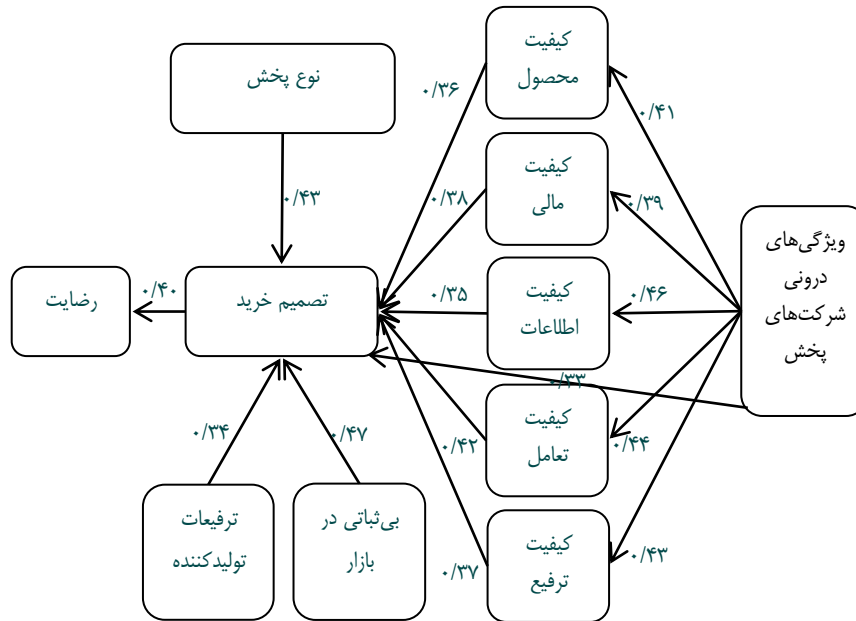 کیفیت
محصول
نوع پخش
۰/۳۶
۰/۴۱
کیفیت
مالی
۰/۴۳
۰/۳۸
۰/۳۹
ویژگی‌های
درونی
شرکت‌های
پخش
رضایت
۰/۴۰
تصمیم خرید
۰/۳۵
کیفیت
اطلاعات
۰/۴۶
۰/۳۳
۰/۳۴
۰/۴۷
۰/۴۲
کیفیت
تعامل
۰/۴۴
ترفیعات
تولیدکننده
بی‌ثباتی در
بازار
۰/۳۷
کیفیت
ترفیع
۰/۴۳